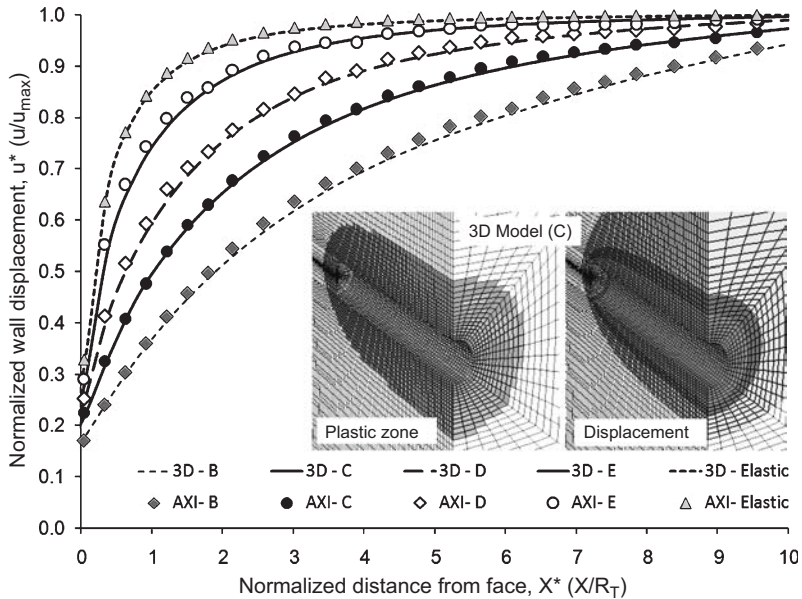 1.0
0.9
0.8
0.7
0.6
0.5
0.4
0.3
0.2
0.1
0.0
Normalized wall displacement, u* (u/u_max)
3D Model (C)
Plastic zone
Displacement
3D - B
3D - C
3D - D
3D - E
3D - Elastic
AXI- B
AXI- C
AXI- D
AXI- E
AXI- Elastic
0 1 2 3 4 5 6 7 8 9 10
Normalized distance from face, X* (X/R_T)